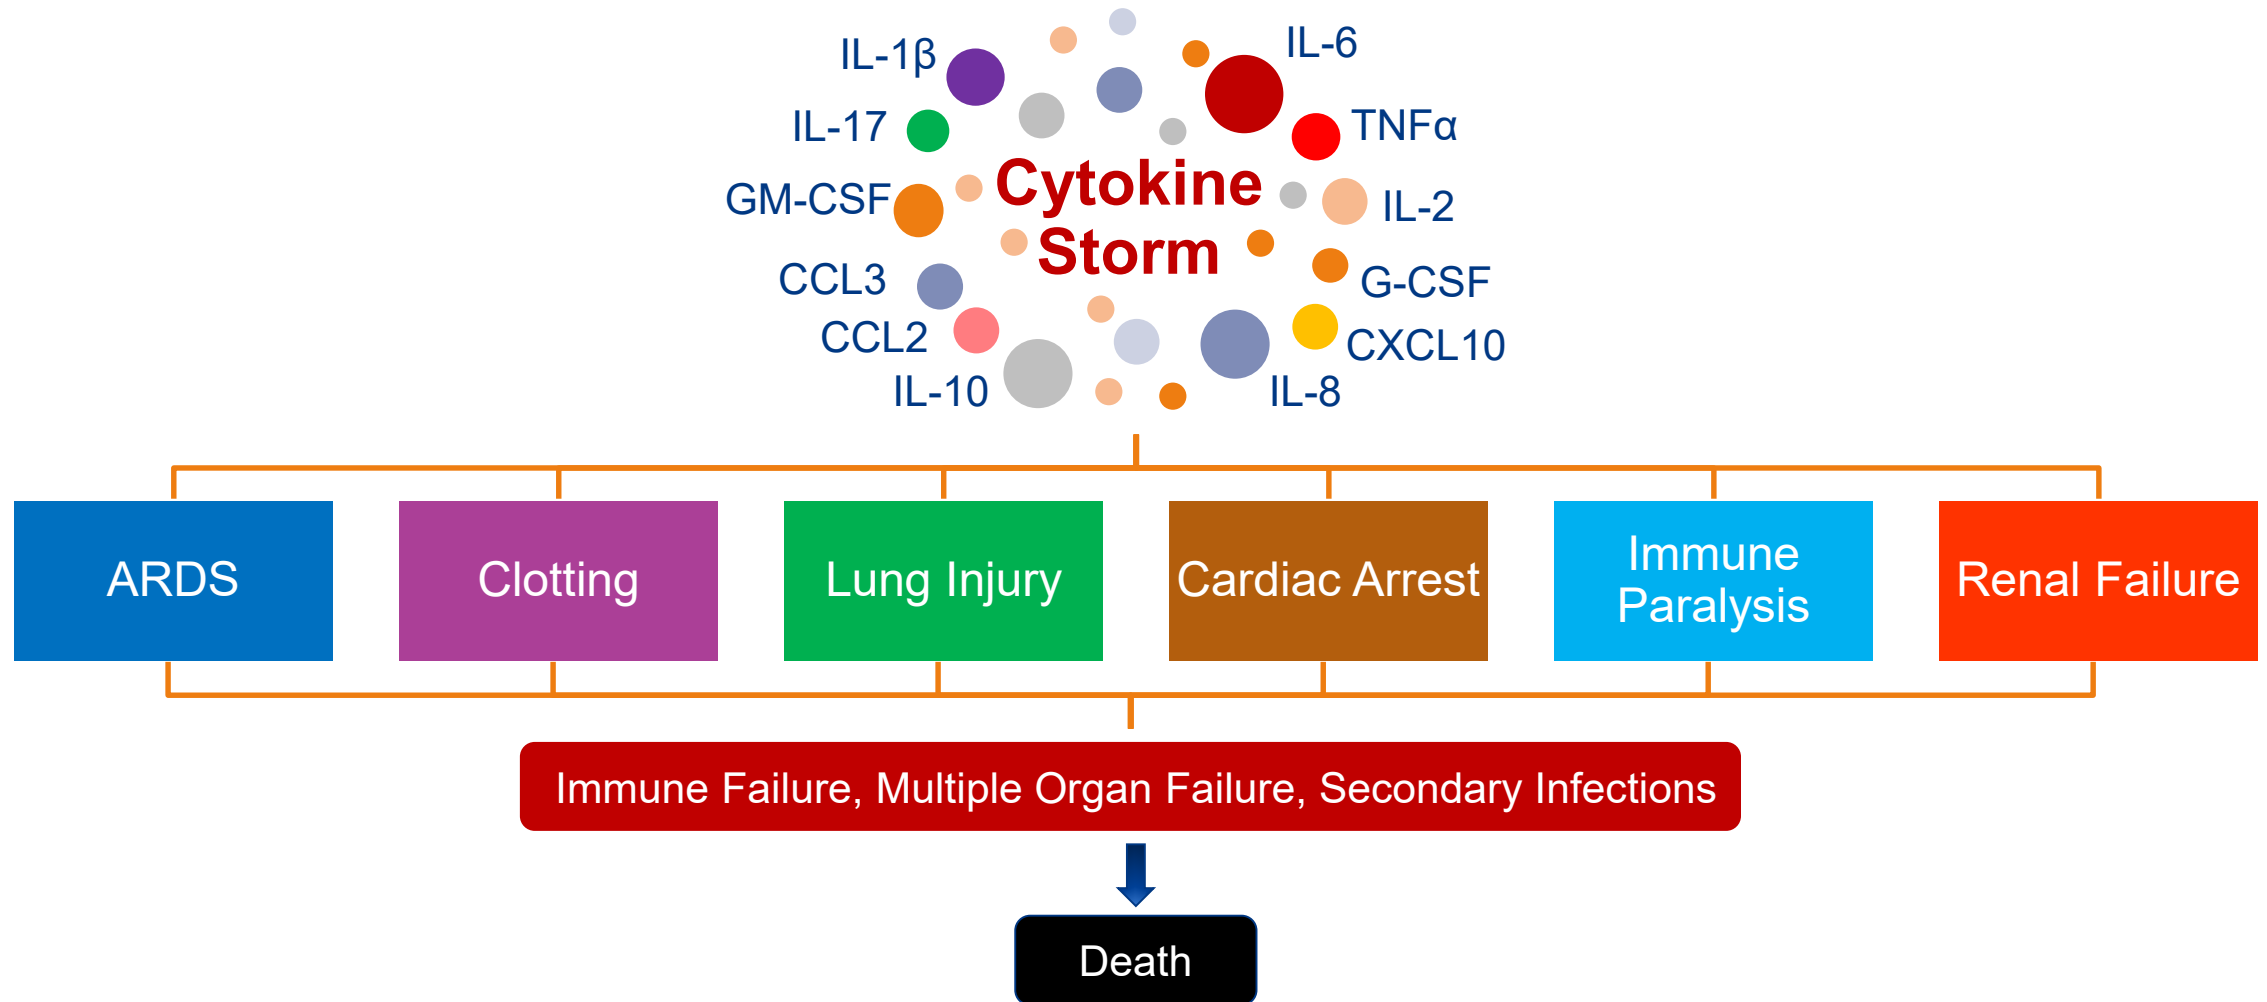 IL-1β
IL-6
IL-17
TNFα
GM-CSF
Cytokine
Storm
IL-2
CCL3
G-CSF
CCL2
CXCL10
IL-10
IL-8
ARDS
Clotting
Lung Injury
Cardiac Arrest
Immune
Paralysis
Renal Failure
Immune Failure, Multiple Organ Failure, Secondary Infections
Death